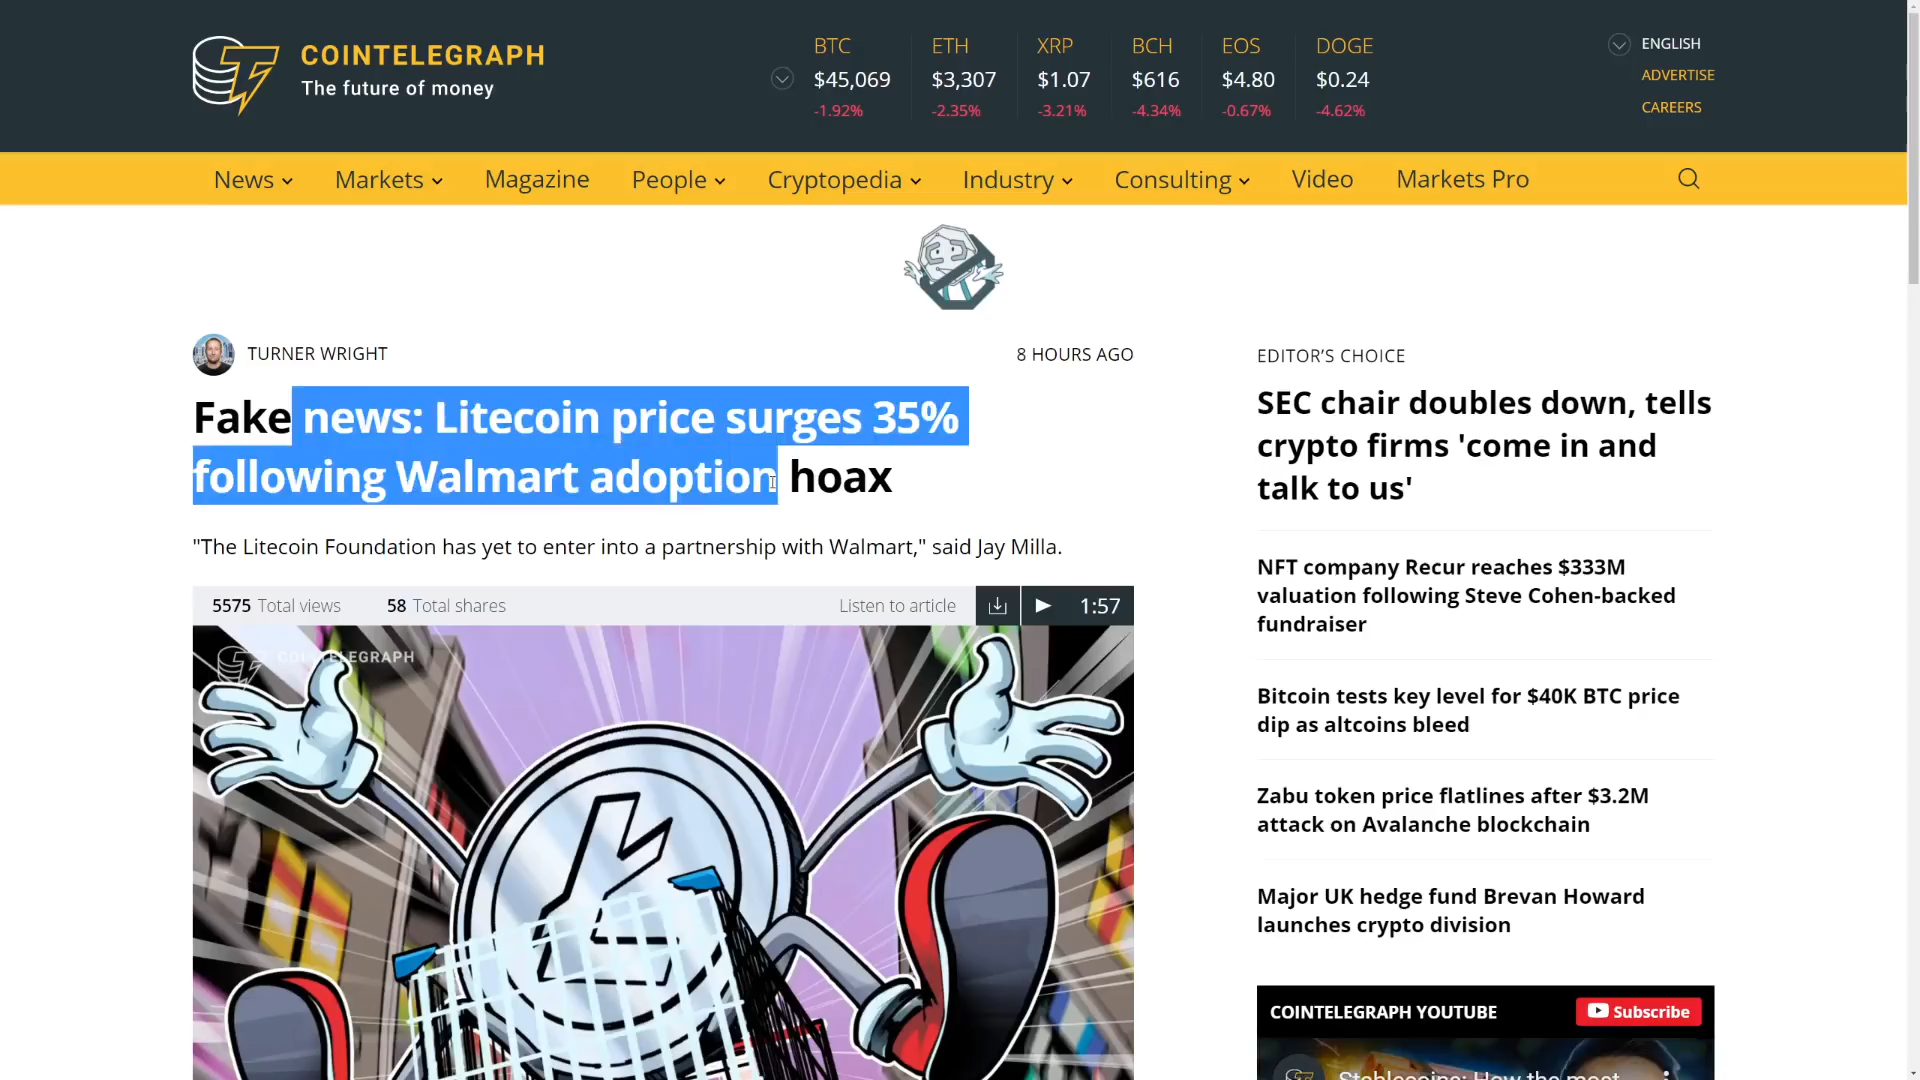 COINTELEGRAPH
The future of money
BTC ETH XRP BCH EOS DOGE
$45,069 $3,307 $1.07 $616 $4.80 $0.24
-1.92% -2.35% -3.21% -4.34% -0.67% -4.62%
ENGLISH
ADVERTISE
CAREERS
News Markets Magazine People Cryptopedia Industry Consulting Video Markets Pro
TURNER WRIGHT
8 HOURS AGO
Fake news: Litecoin price surges 35%
following Walmart adoption hoax
"The Litecoin Foundation has yet to enter into a partnership with Walmart," said Jay Milla.
5575 Total views 58 Total shares Listen to article 1:57
COINTELEGRAPH
EDITOR'S CHOICE
SEC chair doubles down, tells
crypto firms 'come in and
talk to us'
NFT company Recur reaches $333M
valuation following Steve Cohen-backed
fundraiser
Bitcoin tests key level for $40K BTC price
dip as altcoins bleed
Zabu token price flatlines after $3.2M
attack on Avalanche blockchain
Major UK hedge fund Brevan Howard
launches crypto division
COINTELEGRAPH YOUTUBE
Subscribe
Stablecoins: How the most